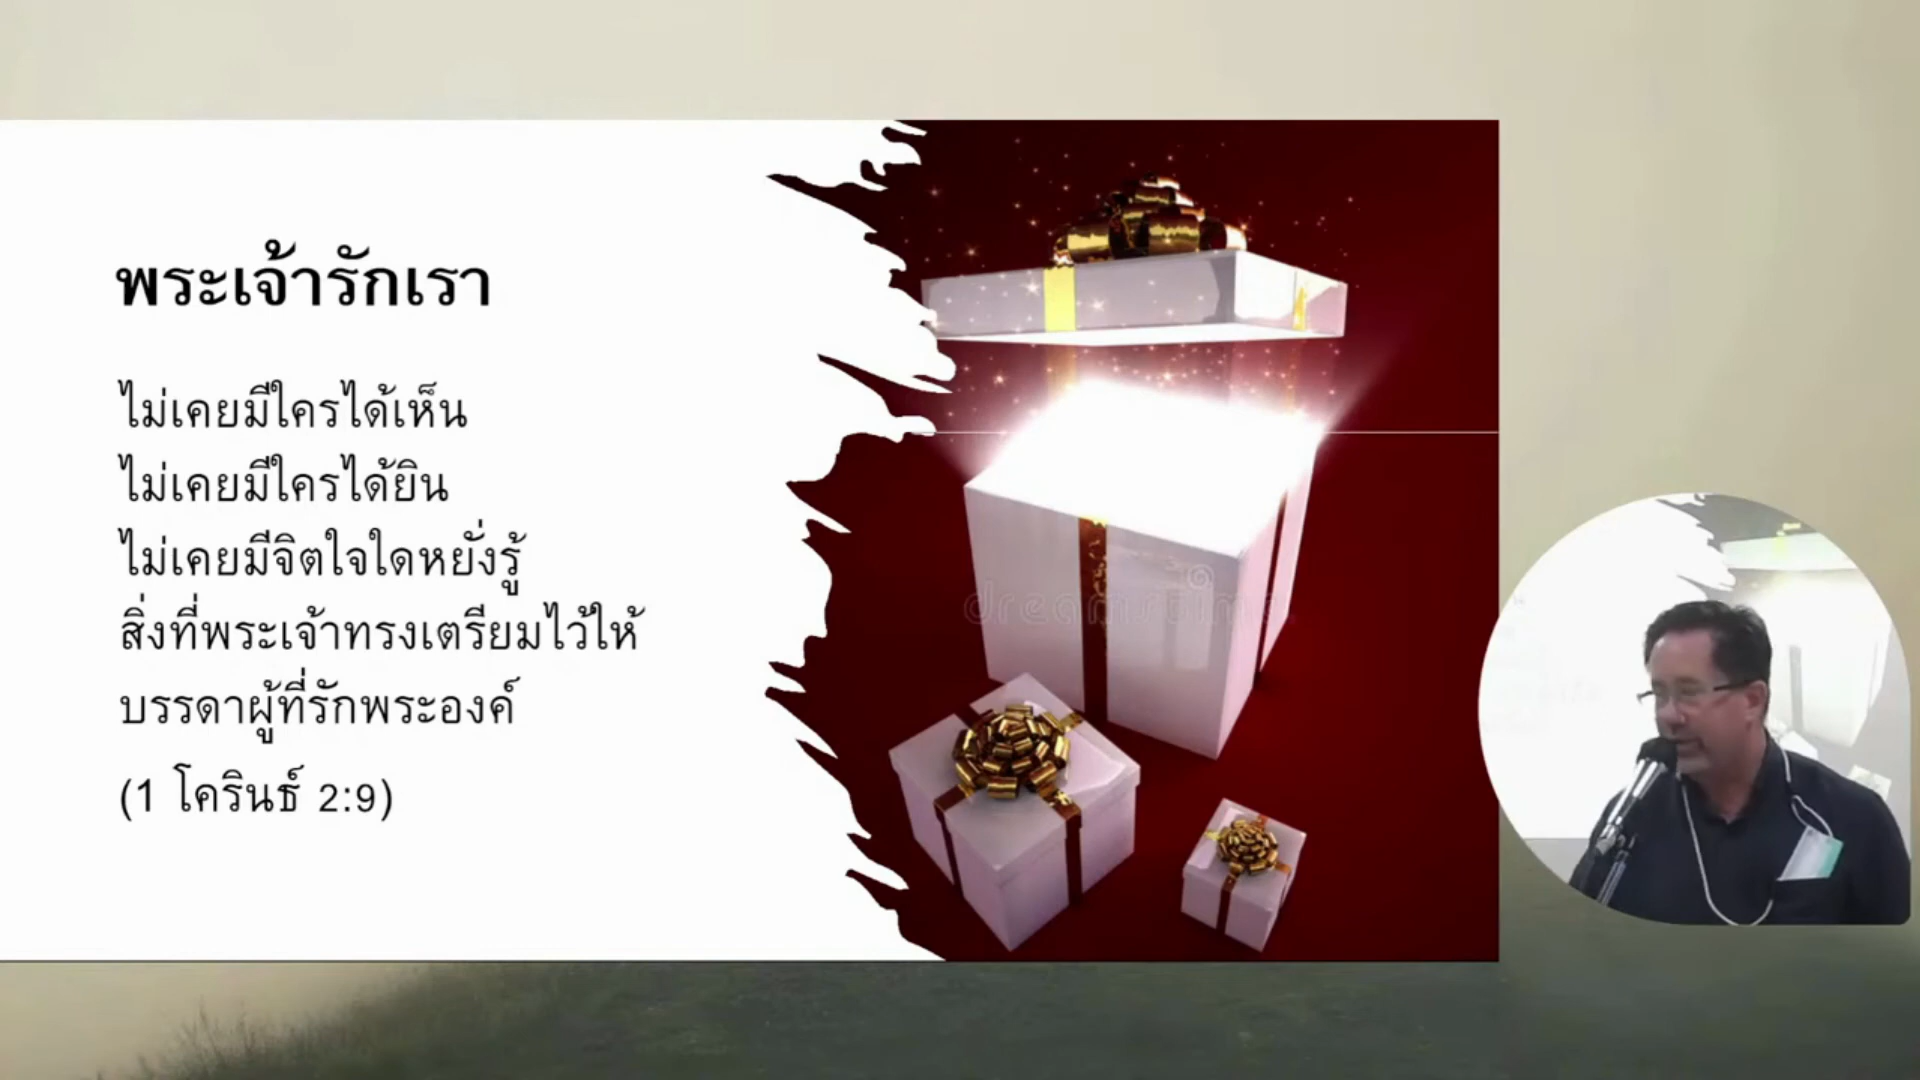 พระเจ้ารักเรา
ไม่เคยมีใครได้เห็น
ไม่เคยมีใครได้ยิน
ไม่เคยมีจิตใจใดหยั่งรู้
สิ่งที่พระเจ้าทรงเตรียมไว้ให้
บรรดาผู้ที่รักพระองค์
(1 โครินธ์ 2:9)
dreamstime